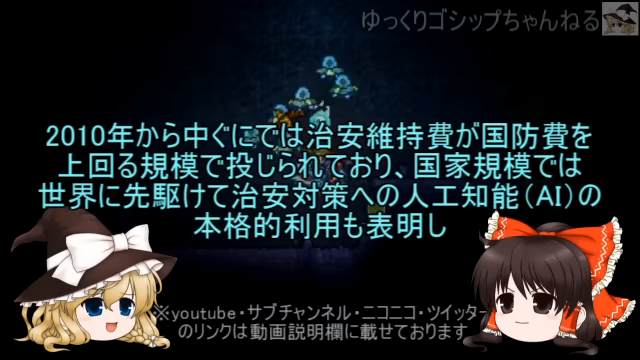 ゆっくりゴシップちゃんねる
2010年から中ぐにでは治安維持費が国防費を
上回る規模で投じられており、国家規模では
世界に先駆けて治安対策への人工知能（AI）の
本格的利用も表明し
※youtube・サブチャンネル・ニコニコ・ツイッター
のリンクは動画説明欄に載せております